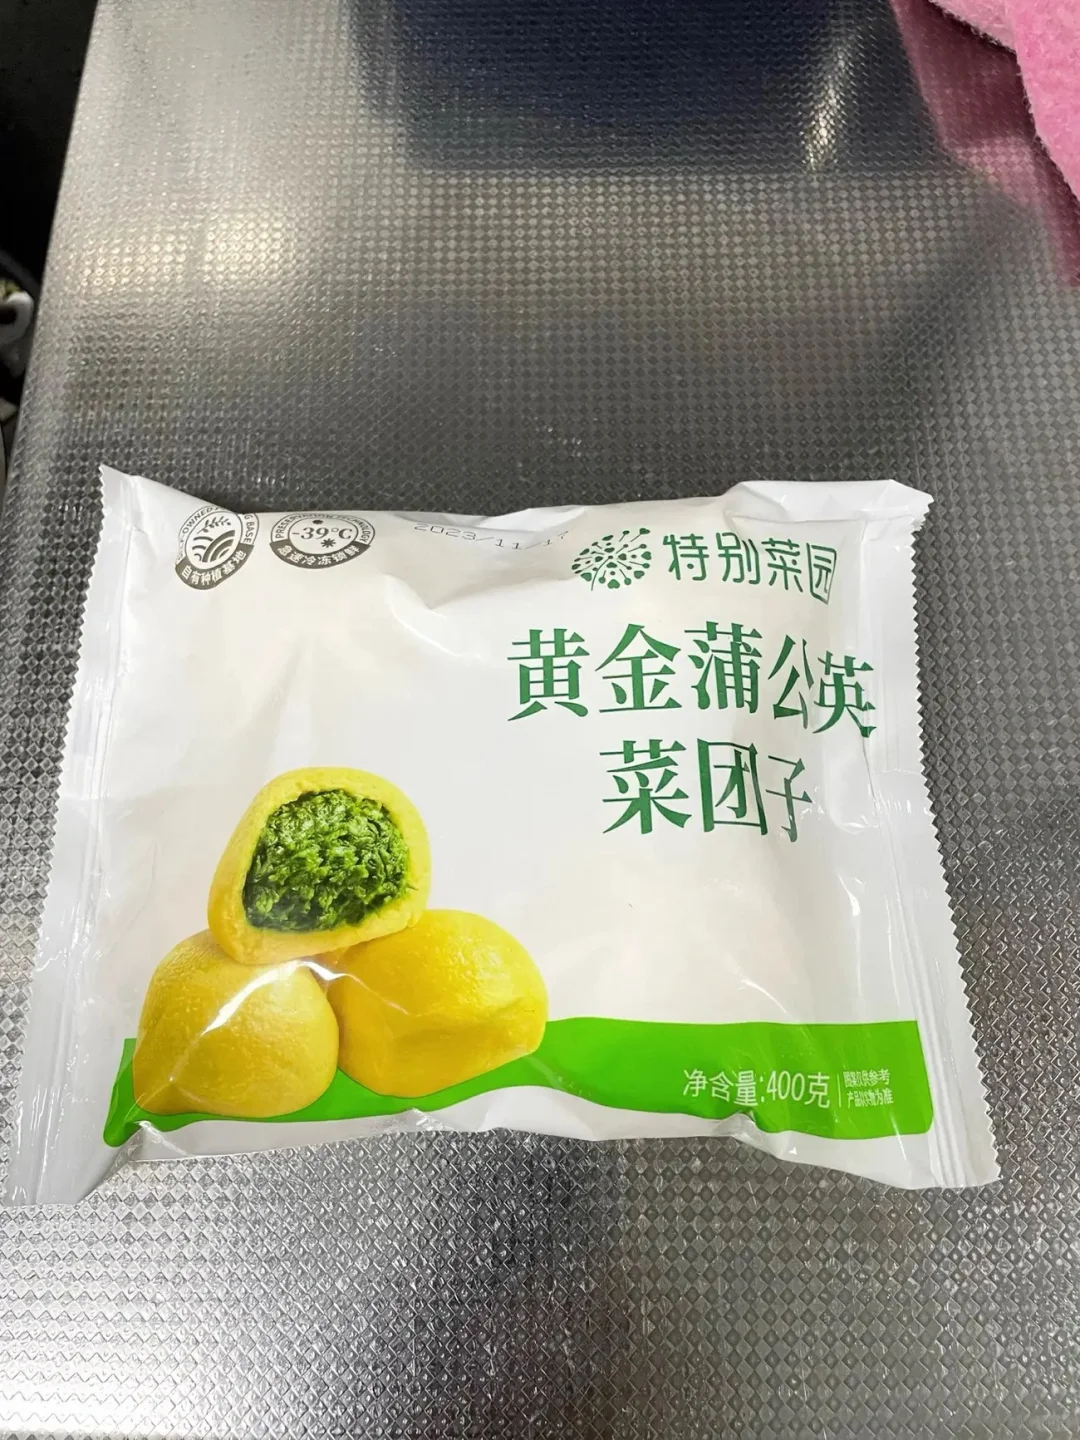 自有种植基地
PRESERVATION TECHNOLOGY
-39°C
急速冷冻锁鲜
2023/11/17
特别菜园
黄金蒲公英
菜团子
净含量:400克
图案仅供参考
产品以实物为准